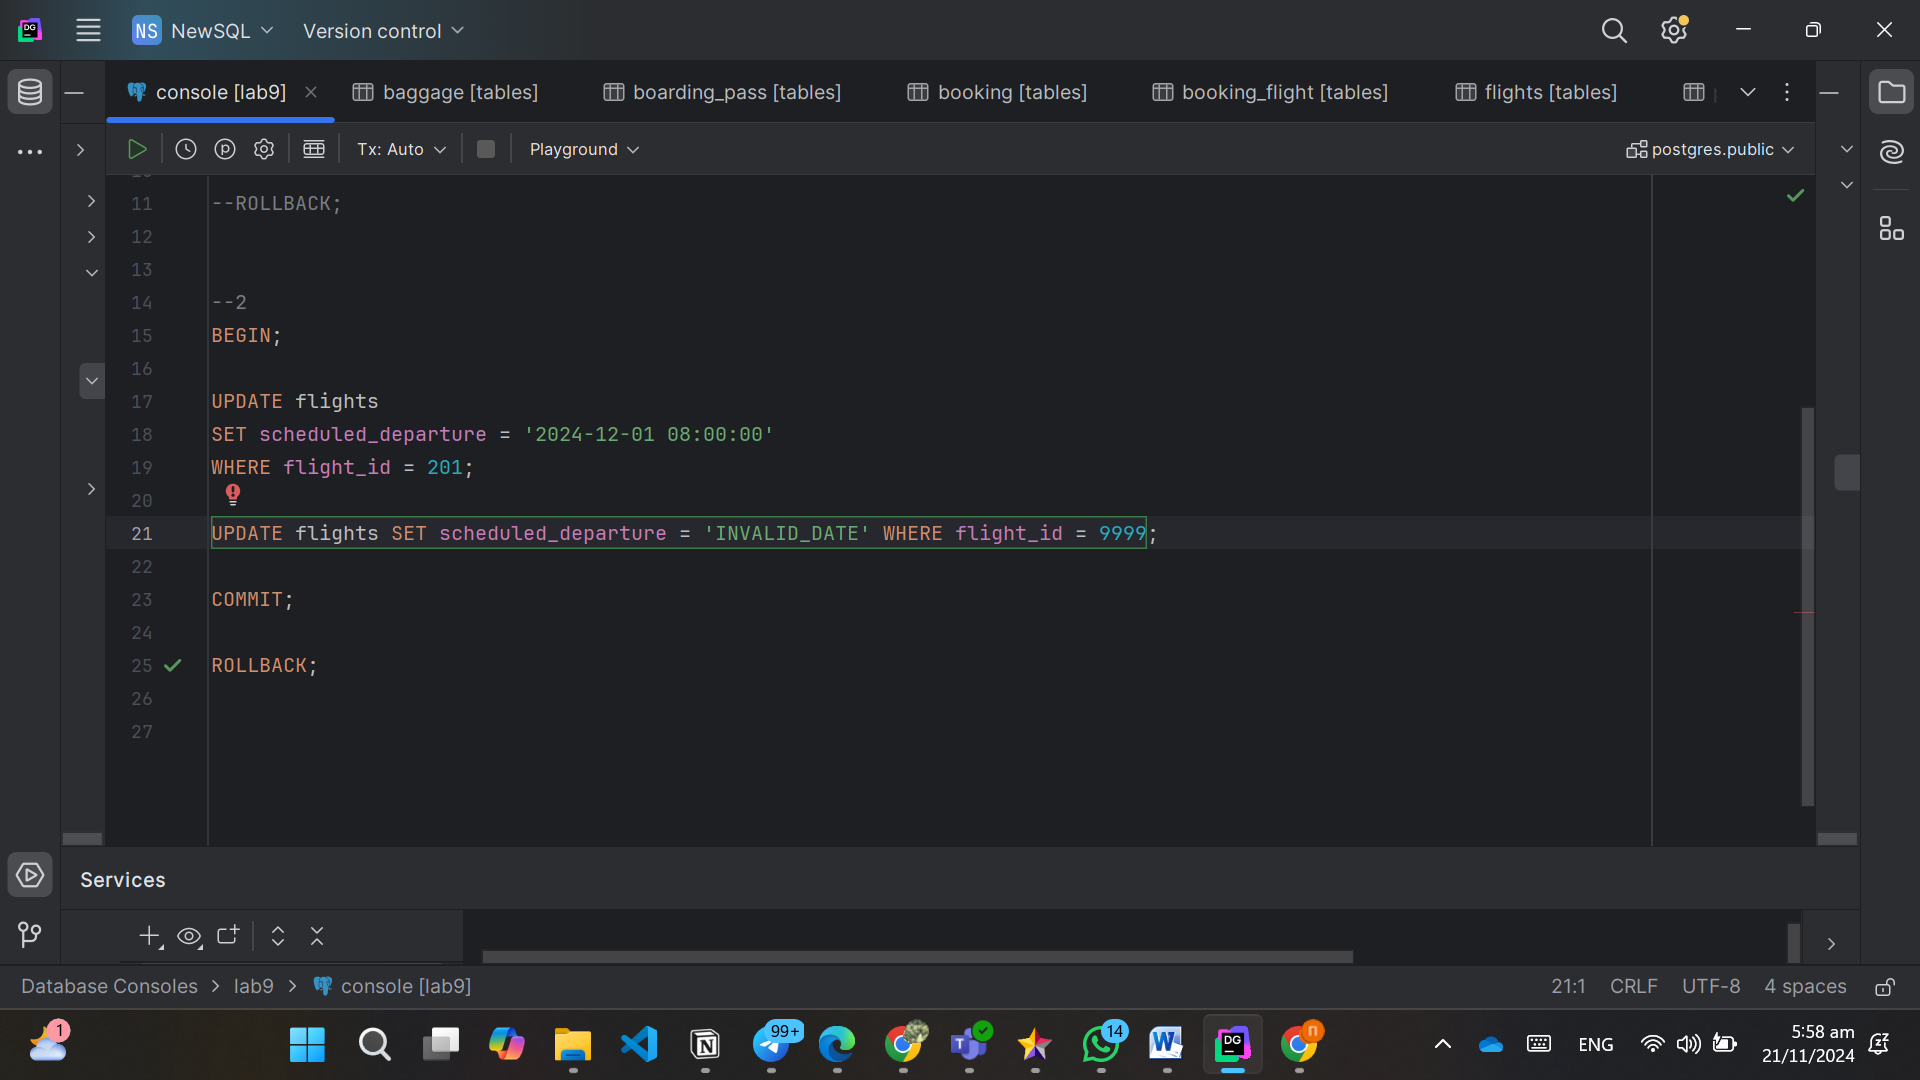 DG
NS NewSQL Version control
console [lab9] baggage [tables] boarding_pass [tables] booking [tables] booking_flight [tables] flights [tables]
Tx: Auto Playground postgres.public
11 --ROLLBACK;
12
13
14 --2
15 BEGIN;
16
17 UPDATE flights
18 SET scheduled_departure = '2024-12-01 08:00:00'
19 WHERE flight_id = 201;
20
21 UPDATE flights SET scheduled_departure = 'INVALID_DATE' WHERE flight_id = 9999;
22
23 COMMIT;
24
25 ROLLBACK;
26
27
Services
Database Consoles > lab9 > console [lab9] 21:1 CRLF UTF-8 4 spaces
1 99+ 14 DG ENG 5:58 am
21/11/2024